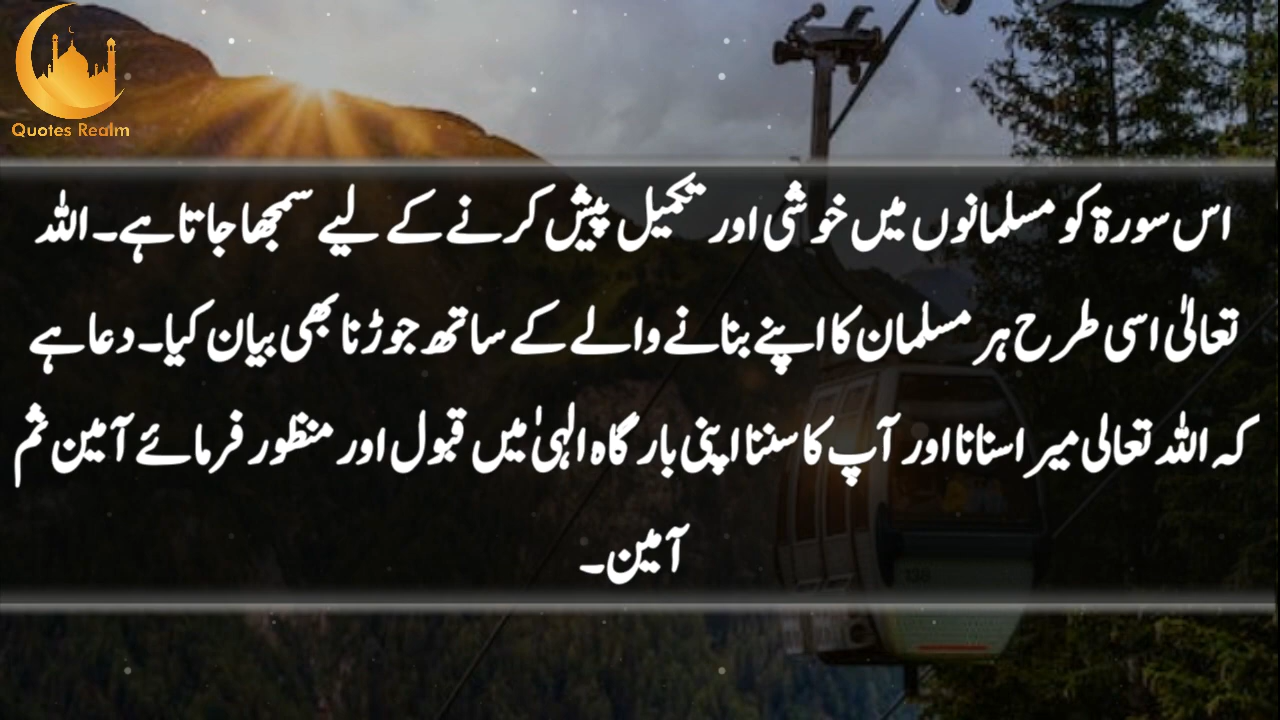 Quotes Realm
اس سورۃ کو مسلمانوں میں خوشی اور تکمیل پیش کرنے کے لیے سمجھا جاتا ہے۔ اللہ
تعالیٰ اسی طرح ہر مسلمان کا اپنے بنانے والے کے ساتھ جوڑنا بھی بیان کیا۔ دعا ہے
کہ اللہ تعالی میرا سنانا اور آپ کا سننا اپنی بارگاہ الہیٰ میں قبول اور منظور فرمائے آمین ثم
آمین۔